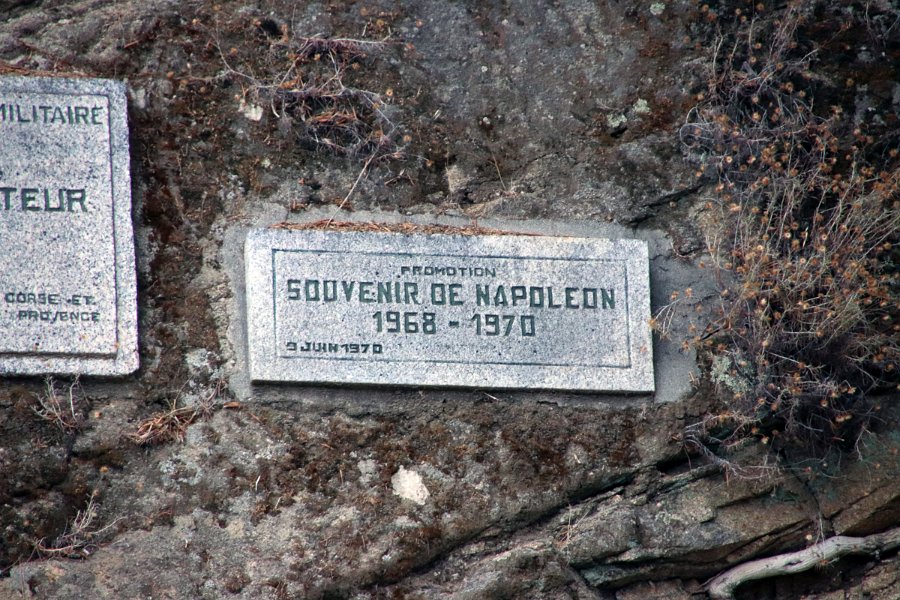 MILITAIRE
TEUR
CORSE ET
PROVENCE
PROMOTION
SOUVENIR DE NAPOLEON
1968 - 1970
9 JUIN 1970